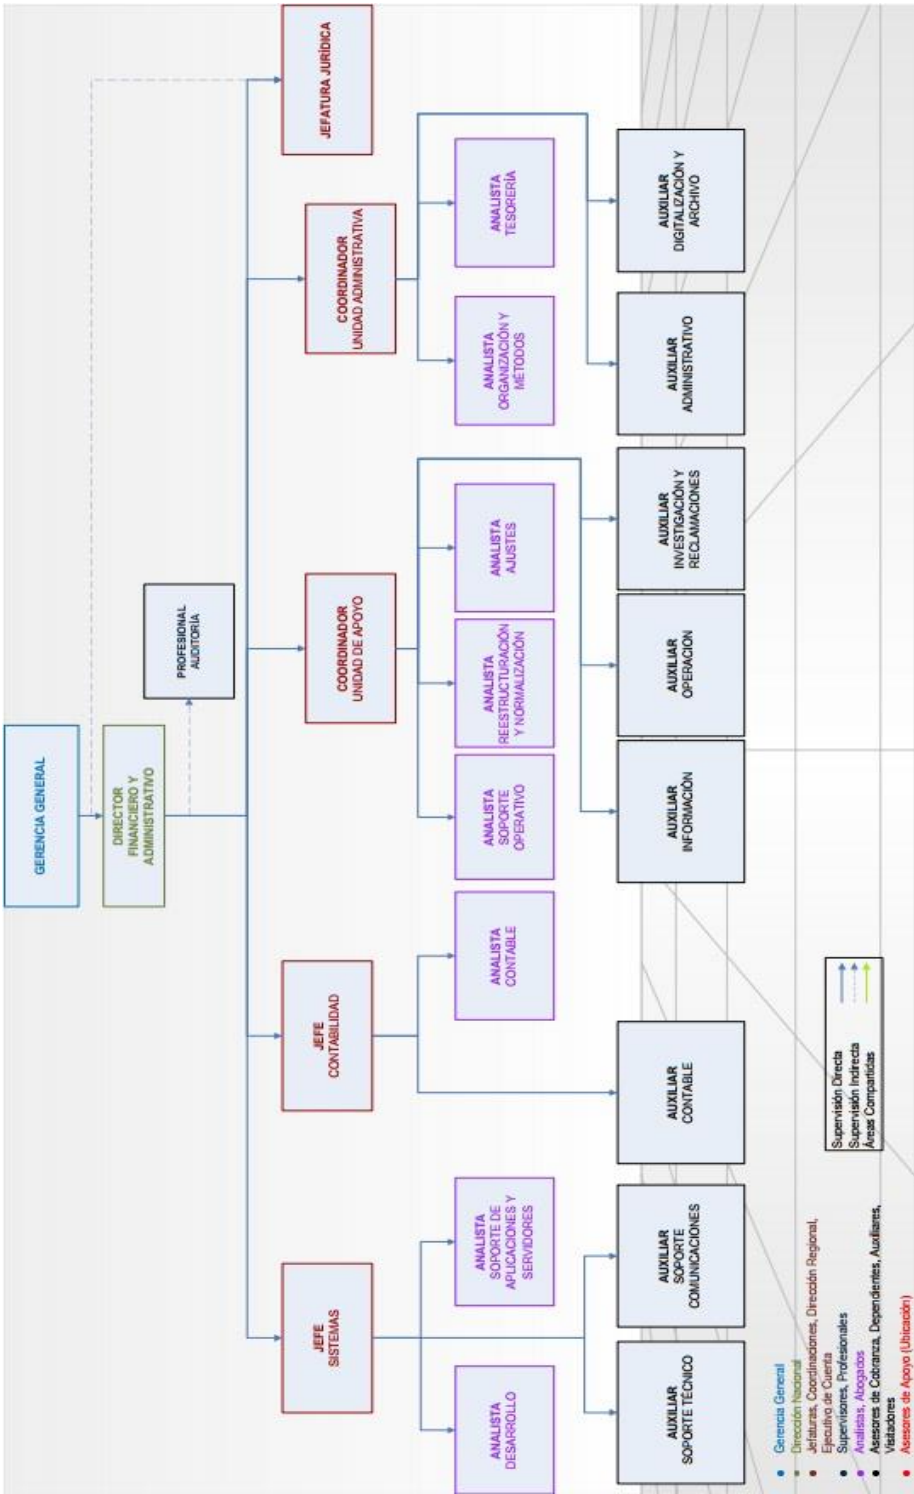 GERENCIA GENERAL
DIRECTOR
FINANCIERO Y
ADMINISTRATIVO
PROFESIONAL
AUDITORÍA
JEFE
SISTEMAS
JEFE
CONTABILIDAD
COORDINADOR
UNIDAD DE APOYO
COORDINADOR
UNIDAD ADMINISTRATIVA
JEFATURA JURÍDICA
ANALISTA
DESARROLLO
ANALISTA
SOPORTE DE
APLICACIONES Y
SERVIDORES
ANALISTA
CONTABLE
ANALISTA
SOPORTE
OPERATIVO
ANALISTA
REESTRUCTURACIÓN
Y NORMALIZACIÓN
ANALISTA
AJUSTES
ANALISTA
ORGANIZACIÓN Y
MÉTODOS
ANALISTA
TESORERÍA
AUXILIAR
SOPORTE TÉCNICO
AUXILIAR
SOPORTE
COMUNICACIONES
AUXILIAR
CONTABLE
AUXILIAR
INFORMACIÓN
AUXILIAR
OPERACIÓN
AUXILIAR
INVESTIGACIÓN Y
RECLAMACIONES
AUXILIAR
ADMINISTRATIVO
AUXILIAR
DIGITALIZACIÓN Y
ARCHIVO
Gerencia General
Dirección Nacional
Jefaturas, Coordinaciones, Dirección Regional,
Ejecutivo de Cuenta
Supervisores, Profesionales
Analistas, Abogados
Asesores de Cobranza, Dependientes, Auxiliares,
Visitadores
Asesores de Apoyo (Ubicación)
Supervisión Directa
Supervisión Indirecta
Áreas Compartidas